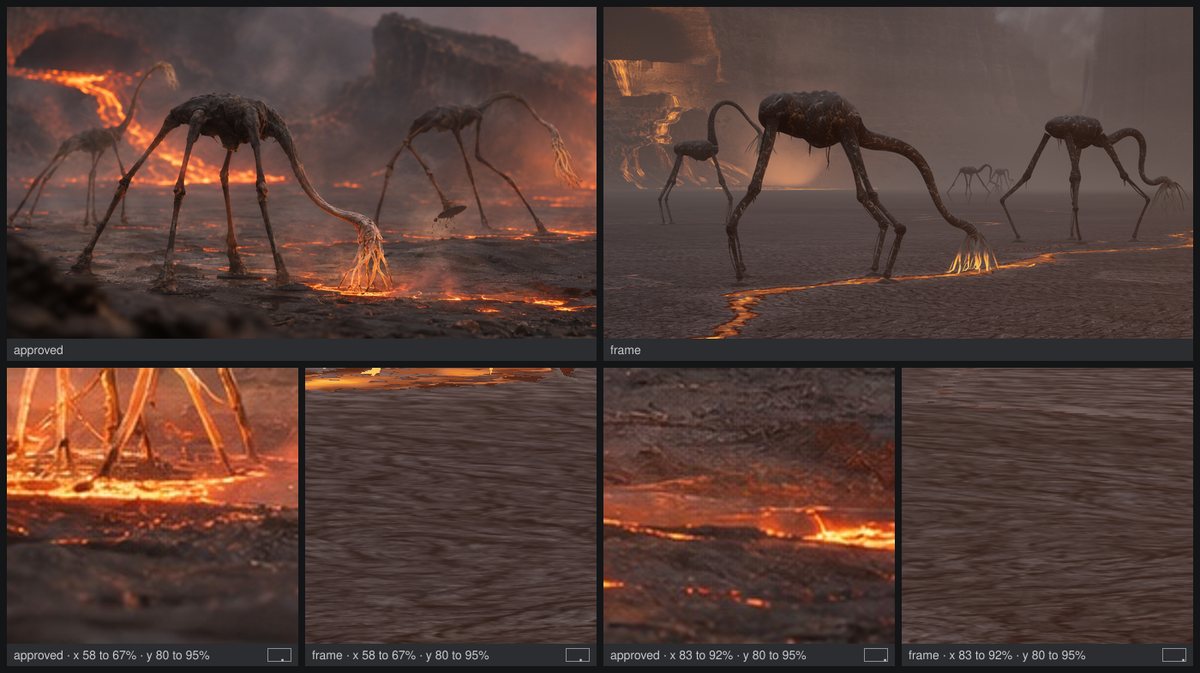 approved
frame
approved · x 58 to 67% · y 80 to 95%
frame · x 58 to 67% · y 80 to 95%
approved · x 83 to 92% · y 80 to 95%
frame · x 83 to 92% · y 80 to 95%